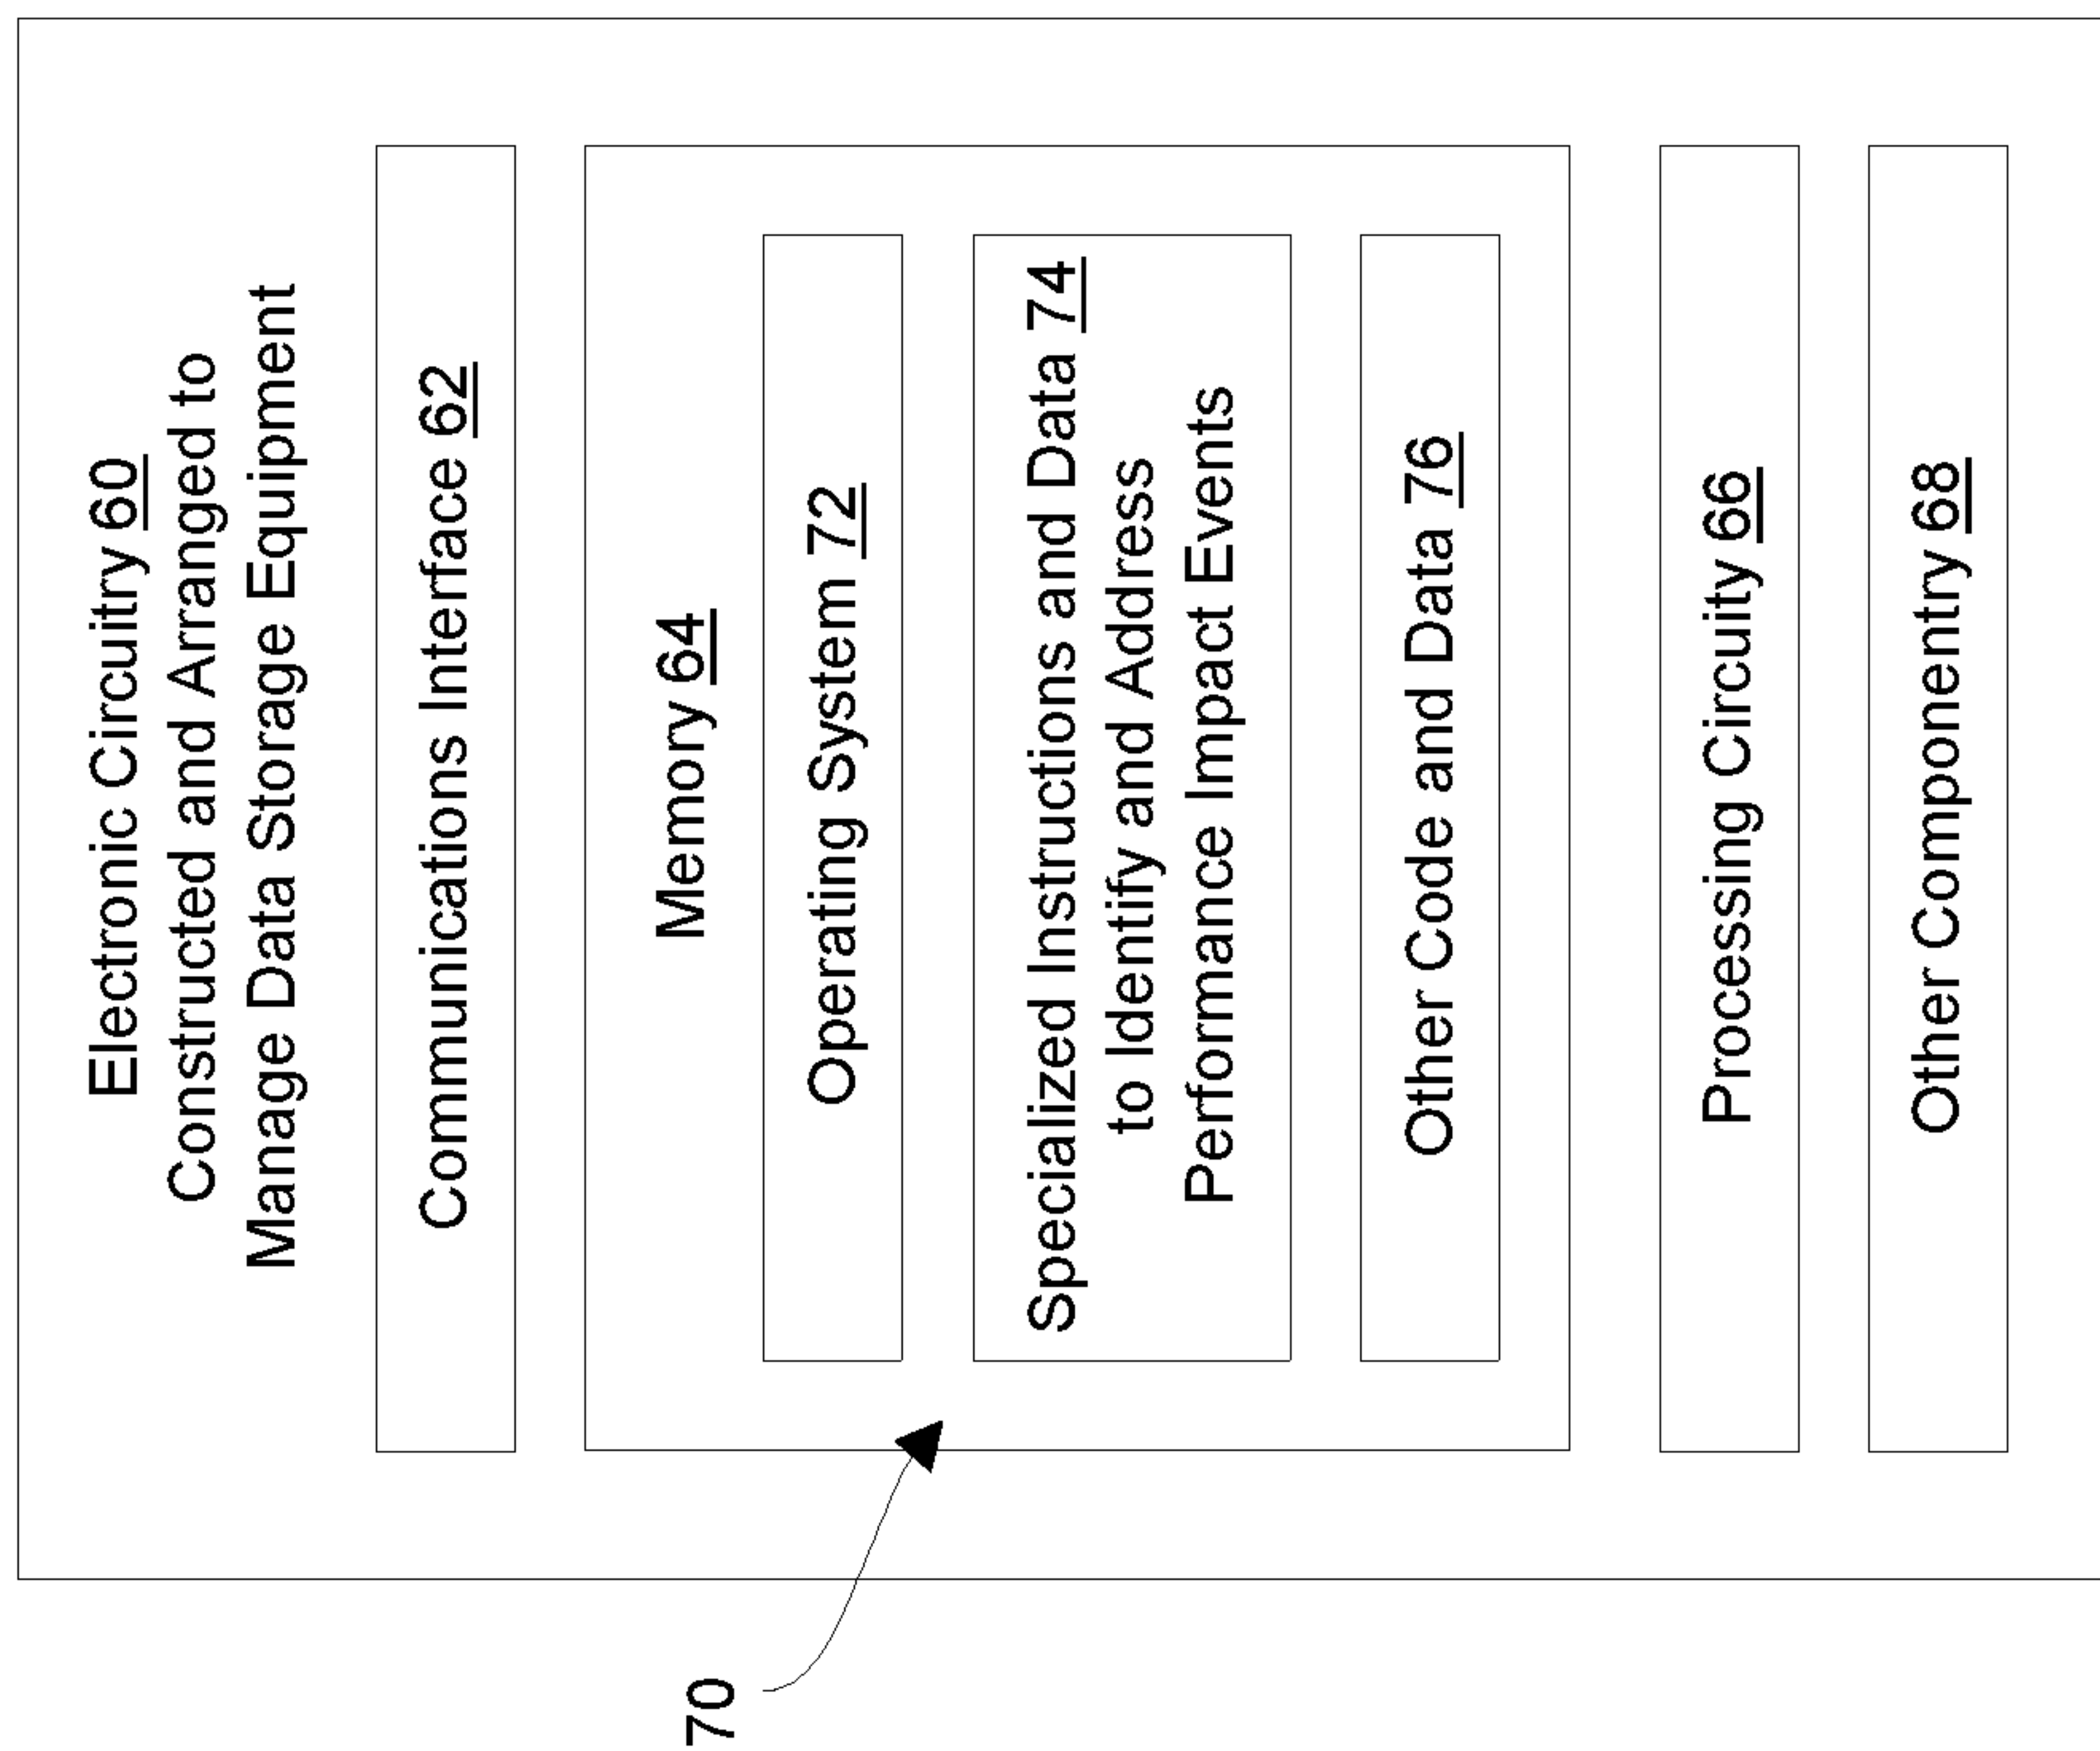 Electronic Circuitry 60
Constructed and Arranged to
Manage Data Storage Equipment
Communications Interface 62
Memory 64
Operating System 72
Specialized Instructions and Data 74
to Identify and Address
Performance Impact Events
Other Code and Data 76
Processing Circuity 66
Other Componentry 68
70